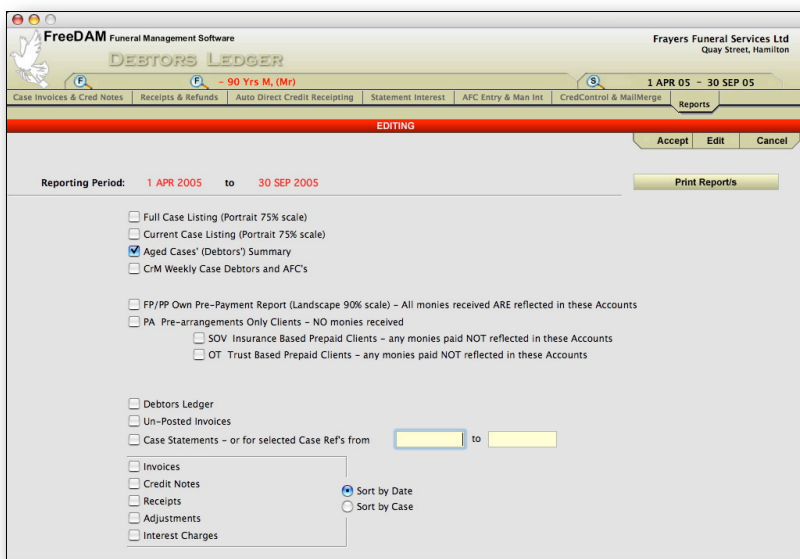 FreeDAM Funeral Management Software
Frayers Funeral Services Ltd
Quay Street, Hamilton
DEBTORS LEDGER
F F - 90 Yrs M, (Mr) S 1 APR 05 - 30 SEP 05
Case Invoices & Cred Notes Receipts & Refunds Auto Direct Credit Receipting Statement Interest AFC Entry & Man Int CredControl & MailMerge Reports
EDITING
Accept Edit Cancel
Reporting Period: 1 APR 2005 to 30 SEP 2005 Print Report/s
Full Case Listing (Portrait 75% scale)
Current Case Listing (Portrait 75% scale)
Aged Cases' (Debtors') Summary
CrM Weekly Case Debtors and AFC's
FP/PP Own Pre-Payment Report (Landscape 90% scale) - All monies received ARE reflected in these Accounts
PA Pre-arrangements Only Clients - NO monies received
SOV Insurance Based Prepaid Clients - any monies paid NOT reflected in these Accounts
OT Trust Based Prepaid Clients - any monies paid NOT reflected in these Accounts
Debtors Ledger
Un-Posted Invoices
Case Statements - or for selected Case Ref's from to
Invoices
Credit Notes
Receipts
Adjustments
Interest Charges
Sort by Date
Sort by Case